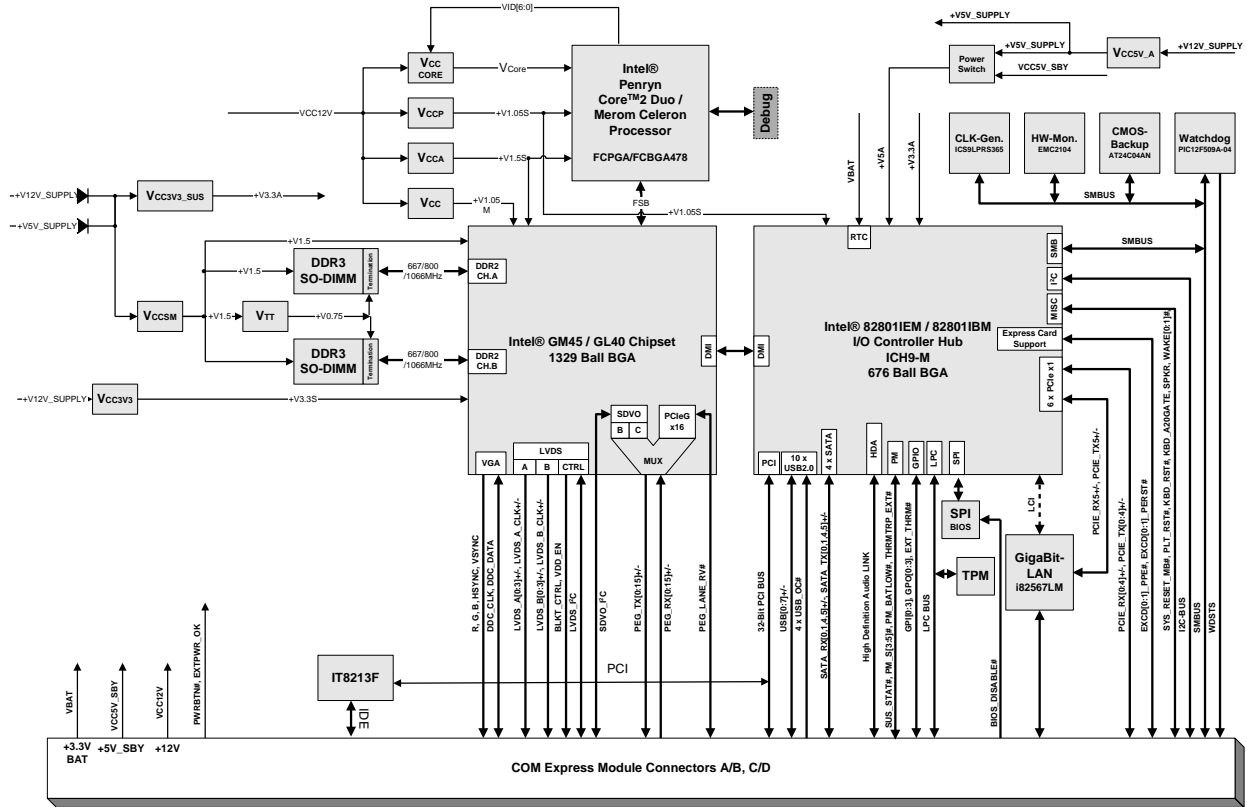 VID[6:0]
+V5V_SUPPLY
+V5V_SUPPLY
VCC5V_A
+V12V_SUPPLY
Power
Switch
VCC5V_SBY
VCC
CORE
VCore
Intel®
Penryn
Core™2 Duo /
Merom Celeron
Processor
FCPGA/FCBGA478
Debug
VCC12V
VCCP
+V1.05S
VCCA
+V1.5S
VCC
+V1.05
M
FSB
+V1.05S
VBAT
+V5A
+V3.3A
CLK-Gen.
ICS9LPRS365
HW-Mon.
EMC2104
CMOS-
Backup
AT24C04AN
Watchdog
PIC12F509A-04
SMBUS
+V12V_SUPPLY
VCC3V3_SUS
+V3.3A
+V5V_SUPPLY
+V1.5
+V1.5
DDR3
SO-DIMM
Termination
667/800
/1066MHz
DDR2
CH.A
VCCSM
+V1.5
VTT
+V0.75
DDR3
SO-DIMM
Termination
667/800
/1066MHz
DDR2
CH.B
+V12V_SUPPLY
VCC3V3
+V3.3S
Intel® GM45 / GL40 Chipset
1329 Ball BGA
DMI
DMI
SDVO
B
C
PCIeG
x16
MUX
VGA
LVDS
A
B
CTRL
RTC
SMB
SMBUS
I²C
MISC
Express Card
Support
6 x PCIe x1
Intel® 82801IEM / 82801IBM
I/O Controller Hub
ICH9-M
676 Ball BGA
PCI
10 x
USB2.0
4 x SATA
HDA
PM
GPIO
LPC
SPI
SPI
BIOS
LCI
GigaBit-
LAN
i82567LM
TPM
R, G, B, HSYNC, VSYNC
DDC_CLK, DDC_DATA
LVDS_A[0:3]+/-, LVDS_A_CLK+/-
LVDS_B[0:3]+/-, LVDS_B_CLK+/-
BLKT_CTRL, VDD_EN
LVDS_I²C
SDVO_I²C
PEG_TX[0:15]+/-
PEG_RX[0:15]+/-
PEG_LANE_RV#
32-Bit PCI BUS
USB[0:7]+/-
4 x USB_OC#
SATA_RX[0,1,4,5]+/-, SATA_TX[0,1,4,5]+/-
High Definition Audio LINK
SUS_STAT#, PM_S[3:5]#, PM_BATLOW#, THRMTRP_EXT#
GPI[0:3], GPO[0:3], EXT_THRM#
LPC BUS
BIOS_DISABLE#
PCIE_RX5+/-, PCIE_TX5+/-
PCIE_RX[0:4]+/-, PCIE_TX[0:4]+/-
EXCD[0:1]_PPE#, EXCD[0:1]_PERST#
SYS_RESET_MB#, PLT_RST#, KBD_RST#, KBD_A20GATE, SPKR, WAKE[0:1]#,
I2C-BUS
SMBUS
WDSTS
VBAT
VCC5V_SBY
VCC12V
PWRBTN#, EXTPWR_OK
IT8213F
PCI
IDE
+3.3V
BAT
+5V_SBY
+12V
COM Express Module Connectors A/B, C/D